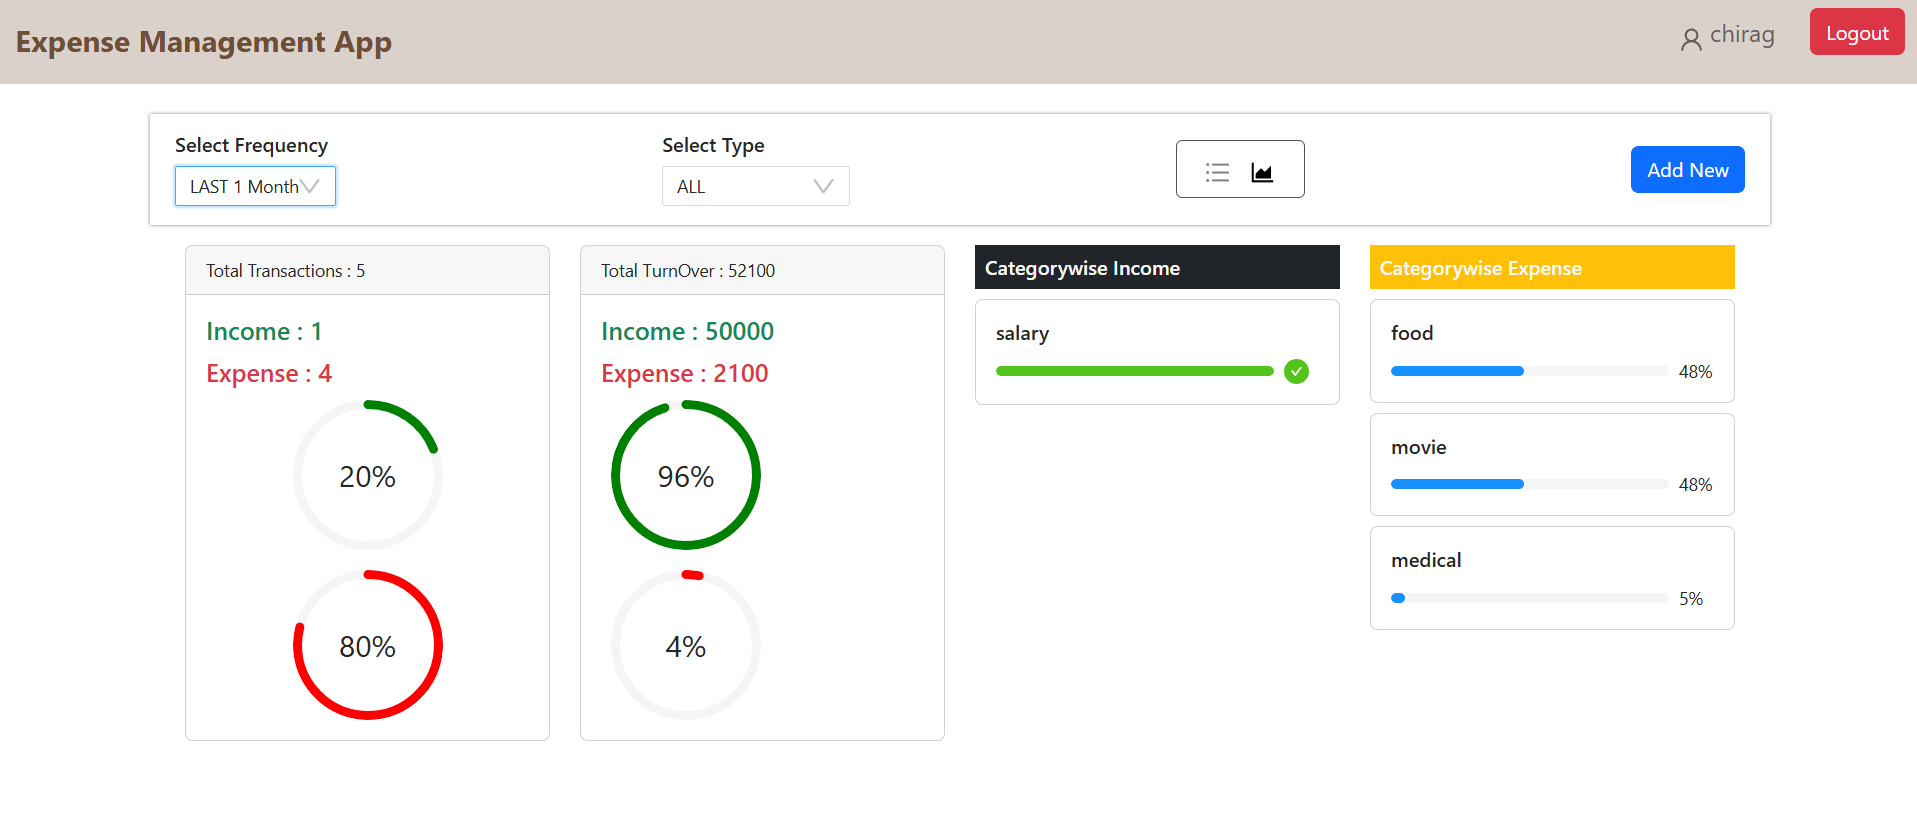 Expense Management App
chirag
Logout
Select Frequency
LAST 1 Month
Select Type
ALL
Add New
Total Transactions : 5
Income : 1
Expense : 4
20%
80%
Total TurnOver : 52100
Income : 50000
Expense : 2100
96%
4%
Categorywise Income
salary
Categorywise Expense
food
48%
movie
48%
medical
5%